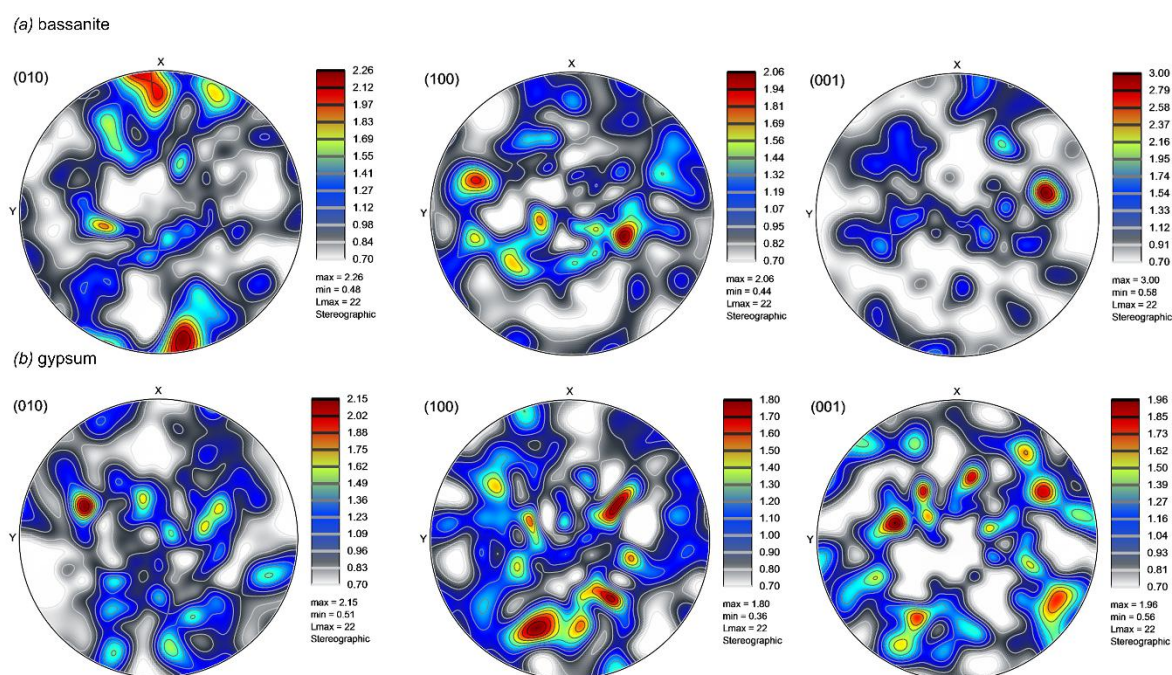 (a) bassanite
X
(010)
Y
2.26
2.12
1.97
1.83
1.69
1.55
1.41
1.27
1.12
0.98
0.84
0.70
max = 2.26
min = 0.48
Lmax = 22
Stereographic
X
(100)
Y
2.06
1.94
1.81
1.69
1.57
1.44
1.32
1.19
1.07
0.95
0.82
0.70
max = 2.06
min = 0.44
Lmax = 22
Stereographic
X
(001)
Y
3.00
2.79
2.58
2.37
2.16
1.95
1.74
1.54
1.33
1.12
0.91
0.70
max = 3.00
min = 0.58
Lmax = 22
Stereographic
(b) gypsum
X
(010)
Y
2.15
2.02
1.88
1.75
1.62
1.49
1.36
1.23
1.09
0.96
0.83
0.70
max = 2.15
min = 0.51
Lmax = 22
Stereographic
X
(100)
Y
1.80
1.70
1.60
1.50
1.40
1.30
1.20
1.10
1.00
0.90
0.80
0.70
max = 1.80
min = 0.36
Lmax = 22
Stereographic
X
(001)
Y
1.96
1.85
1.73
1.62
1.50
1.39
1.27
1.16
1.04
0.93
0.81
0.70
max = 1.96
min = 0.56
Lmax = 22
Stereographic